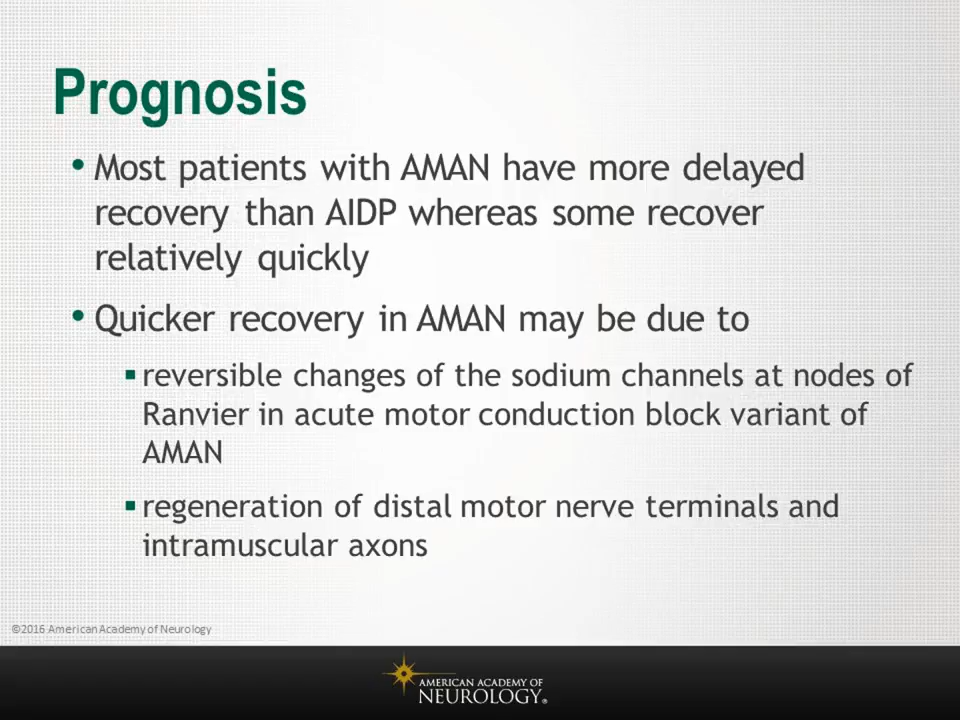 Prognosis
• Most patients with AMAN have more delayed
recovery than AIDP whereas some recover
relatively quickly
• Quicker recovery in AMAN may be due to
▪ reversible changes of the sodium channels at nodes of
Ranvier in acute motor conduction block variant of
AMAN
▪ regeneration of distal motor nerve terminals and
intramuscular axons
©2016 American Academy of Neurology
AMERICAN ACADEMY OF
NEUROLOGY®